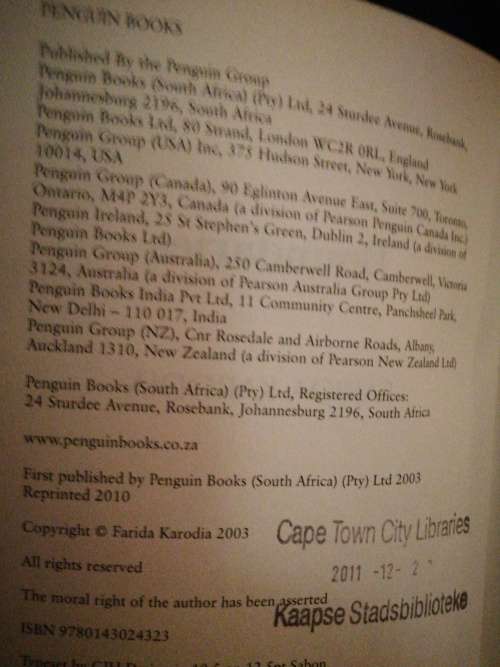 PENGUIN BOOKS
Published By the Penguin Group
Penguin Books (South Africa) (Pty) Ltd, 24 Sturdee Avenue, Rosebank,
Johannesburg 2196, South Africa
Penguin Books Ltd, 80 Strand, London WC2R 0RL, England
Penguin Group (USA) Inc, 375 Hudson Street, New York, New York
10014, USA
Penguin Group (Canada), 90 Eglinton Avenue East, Suite 700, Toronto,
Ontario, M4P 2Y3, Canada (a division of Pearson Penguin Canada Inc.)
Penguin Ireland, 25 St Stephen's Green, Dublin 2, Ireland (a division of
Penguin Books Ltd)
Penguin Group (Australia), 250 Camberwell Road, Camberwell, Victoria
3124, Australia (a division of Pearson Australia Group Pty Ltd)
Penguin Books India Pvt Ltd, 11 Community Centre, Panchsheel Park,
New Delhi – 110 017, India
Penguin Group (NZ), Cnr Rosedale and Airborne Roads, Albany,
Auckland 1310, New Zealand (a division of Pearson New Zealand Ltd)
Penguin Books (South Africa) (Pty) Ltd, Registered Offices:
24 Sturdee Avenue, Rosebank, Johannesburg 2196, South Africa
www.penguinbooks.co.za
First published by Penguin Books (South Africa) (Pty) Ltd 2003
Reprinted 2010
Copyright © Farida Karodia 2003
Cape Town City Libraries
All rights reserved
2011 -12- 2
The moral right of the author has been asserted
Kaapse Stadsbiblioteke
ISBN 9780143024323
Typeset by
Sabon